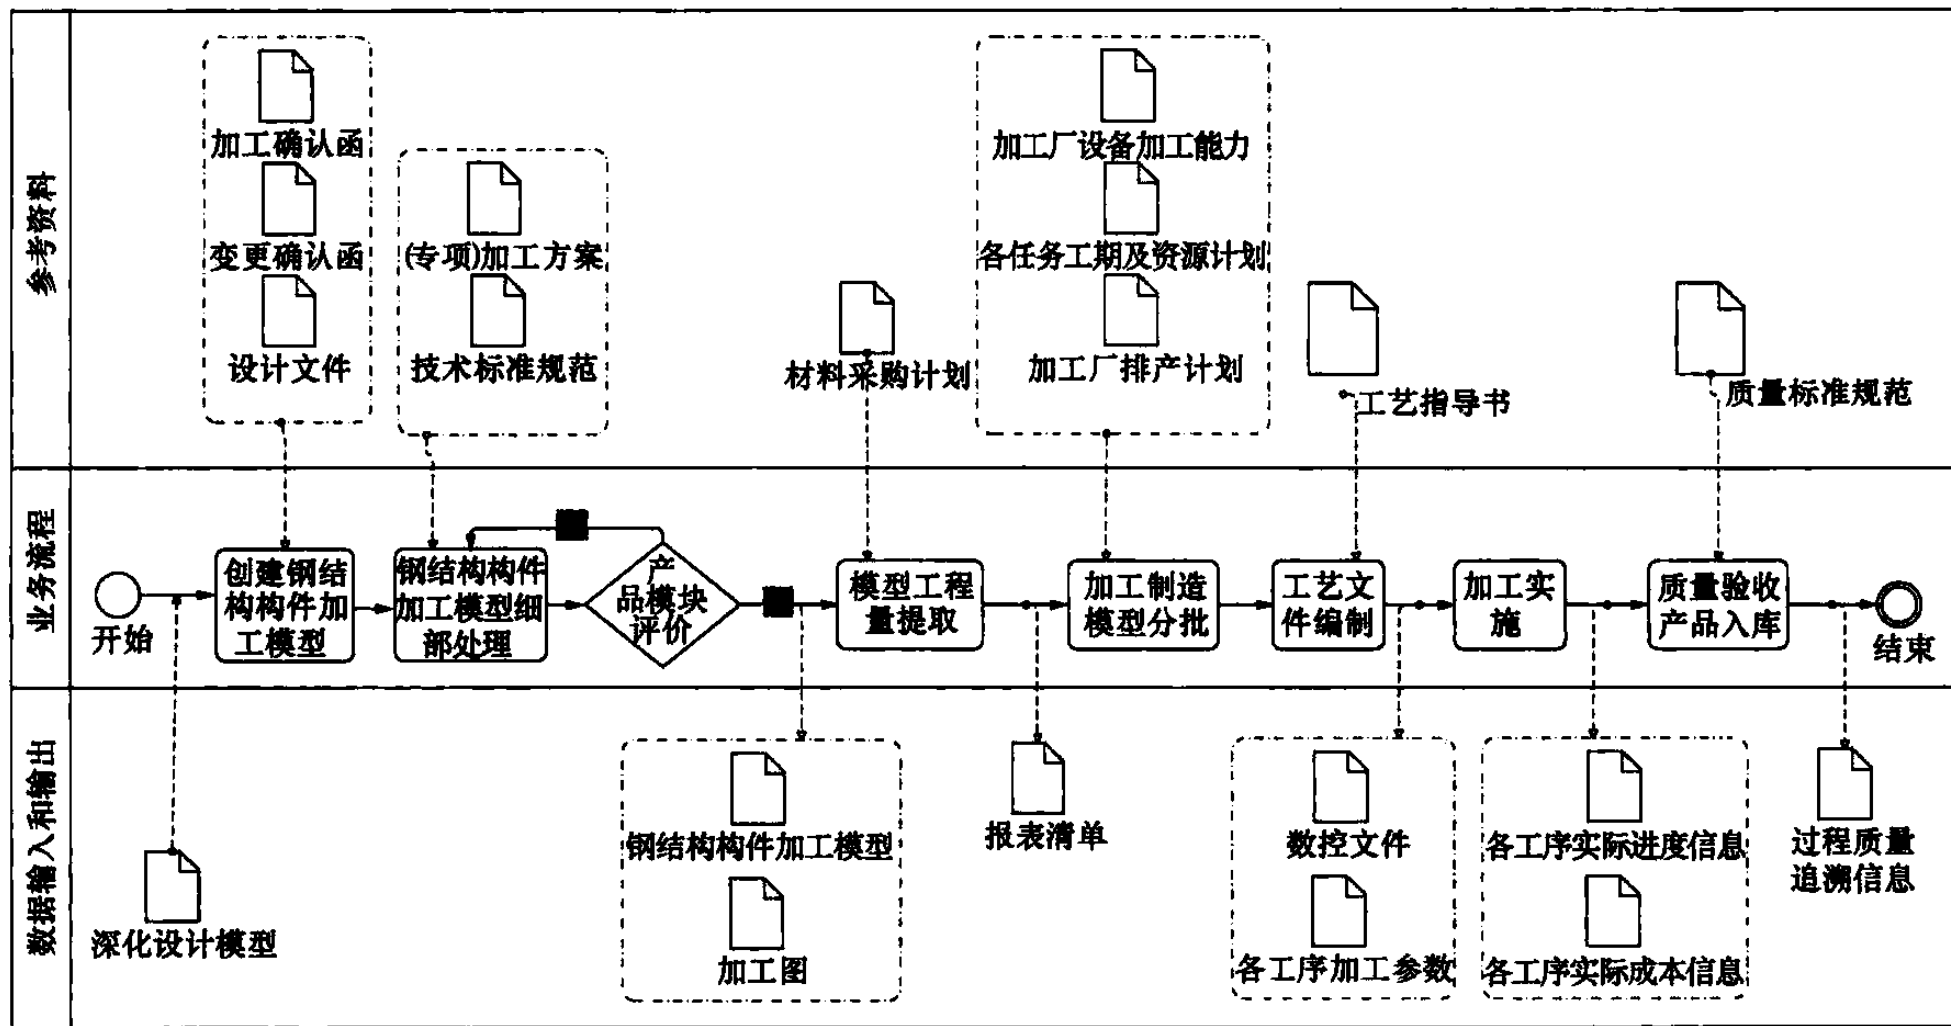 参考资料
加工确认函
变更确认函
设计文件
(专项)加工方案
技术标准规范
材料采购计划
加工厂设备加工能力
各任务工期及资源计划
加工厂排产计划
工艺指导书
质量标准规范
业务流程
开始
创建钢结
构构件加
工模型
钢结构构件
加工模型细
部处理
产
品模块
评价
模型工程
量提取
加工制造
模型分批
工艺文
件编制
加工实
施
质量验收
产品入库
结束
数据输入和输出
深化设计模型
钢结构构件加工模型
加工图
报表清单
数控文件
各工序加工参数
各工序实际进度信息
各工序实际成本信息
过程质量
追溯信息